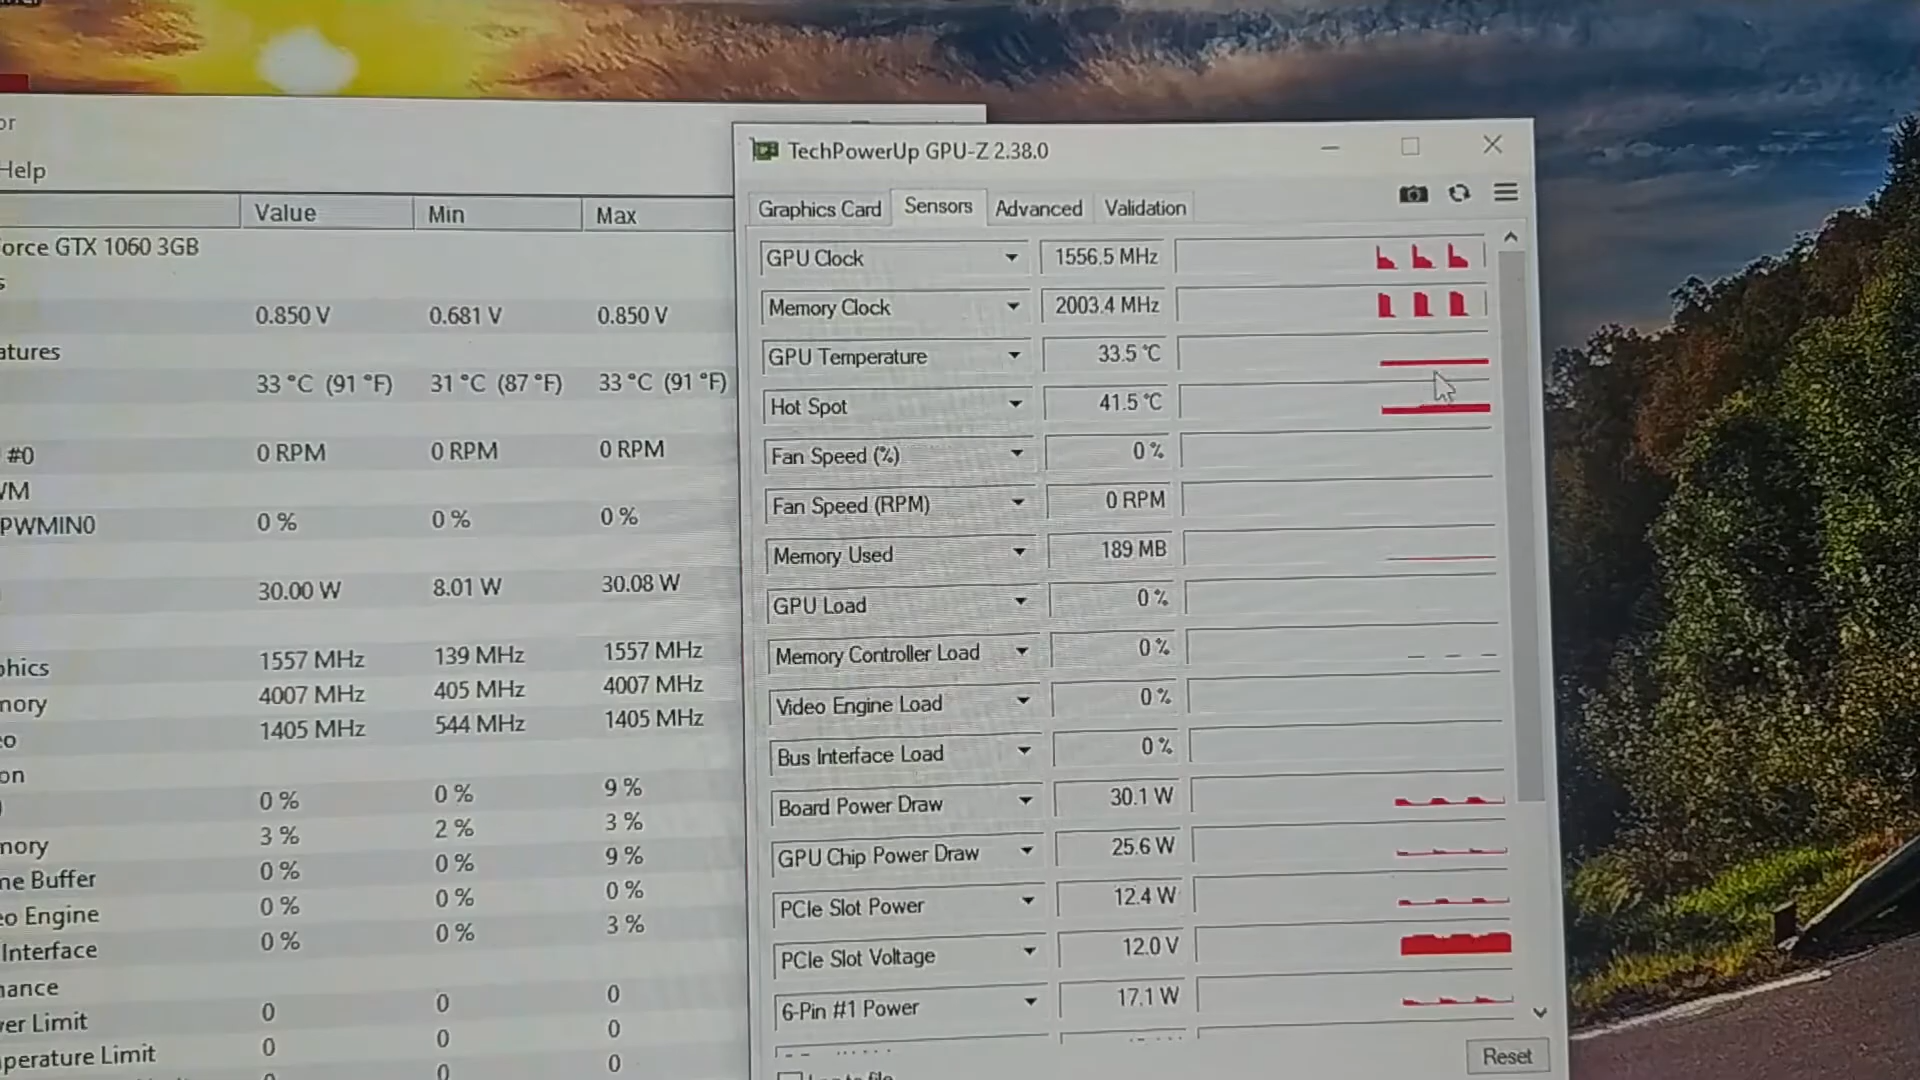 or
Help
Value Min Max
orce GTX 1060 3GB
s
0.850 V 0.681 V 0.850 V
atures
33 °C (91 °F) 31 °C (87 °F) 33 °C (91 °F)
#0 0 RPM 0 RPM 0 RPM
WM
PWMIN0 0 % 0 % 0 %
30.00 W 8.01 W 30.08 W
phics 1557 MHz 139 MHz 1557 MHz
nory 4007 MHz 405 MHz 4007 MHz
eo 1405 MHz 544 MHz 1405 MHz
on
0 % 0 % 9 %
nory 3 % 2 % 3 %
ne Buffer 0 % 0 % 9 %
eo Engine 0 % 0 % 0 %
Interface 0 % 0 % 3 %
nance
ver Limit 0 0 0
perature Limit 0 0 0
0 0 0
TechPowerUp GPU-Z 2.38.0
Graphics Card Sensors Advanced Validation
GPU Clock 1556.5 MHz
Memory Clock 2003.4 MHz
GPU Temperature 33.5 °C
Hot Spot 41.5 °C
Fan Speed (%) 0 %
Fan Speed (RPM) 0 RPM
Memory Used 189 MB
GPU Load 0 %
Memory Controller Load 0 %
Video Engine Load 0 %
Bus Interface Load 0 %
Board Power Draw 30.1 W
GPU Chip Power Draw 25.6 W
PCIe Slot Power 12.4 W
PCIe Slot Voltage 12.0 V
6-Pin #1 Power 17.1 W
Log to file
Reset